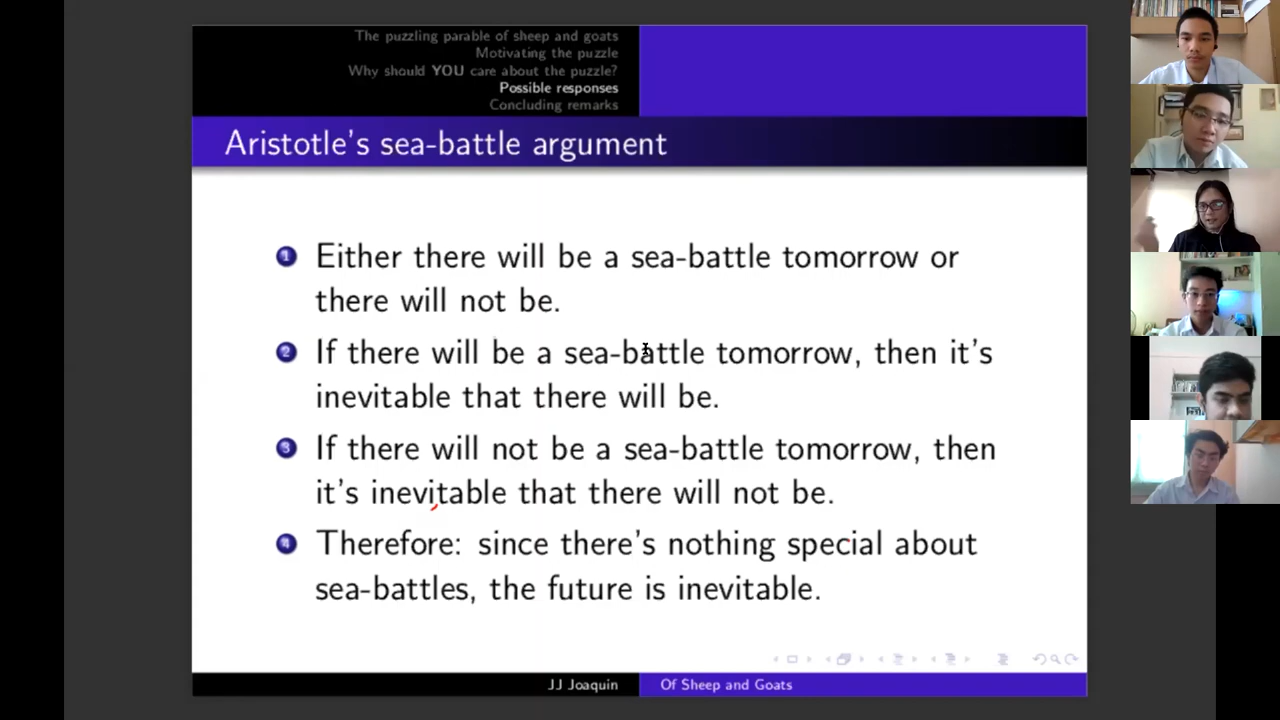 The puzzling parable of sheep and goats
Motivating the puzzle
Why should YOU care about the puzzle?
Possible responses
Concluding remarks
Aristotle's sea-battle argument
1 Either there will be a sea-battle tomorrow or
there will not be.
2 If there will be a sea-battle tomorrow, then it's
inevitable that there will be.
3 If there will not be a sea-battle tomorrow, then
it's inevitable that there will not be.
4 Therefore: since there's nothing special about
sea-battles, the future is inevitable.
JJ Joaquin
Of Sheep and Goats